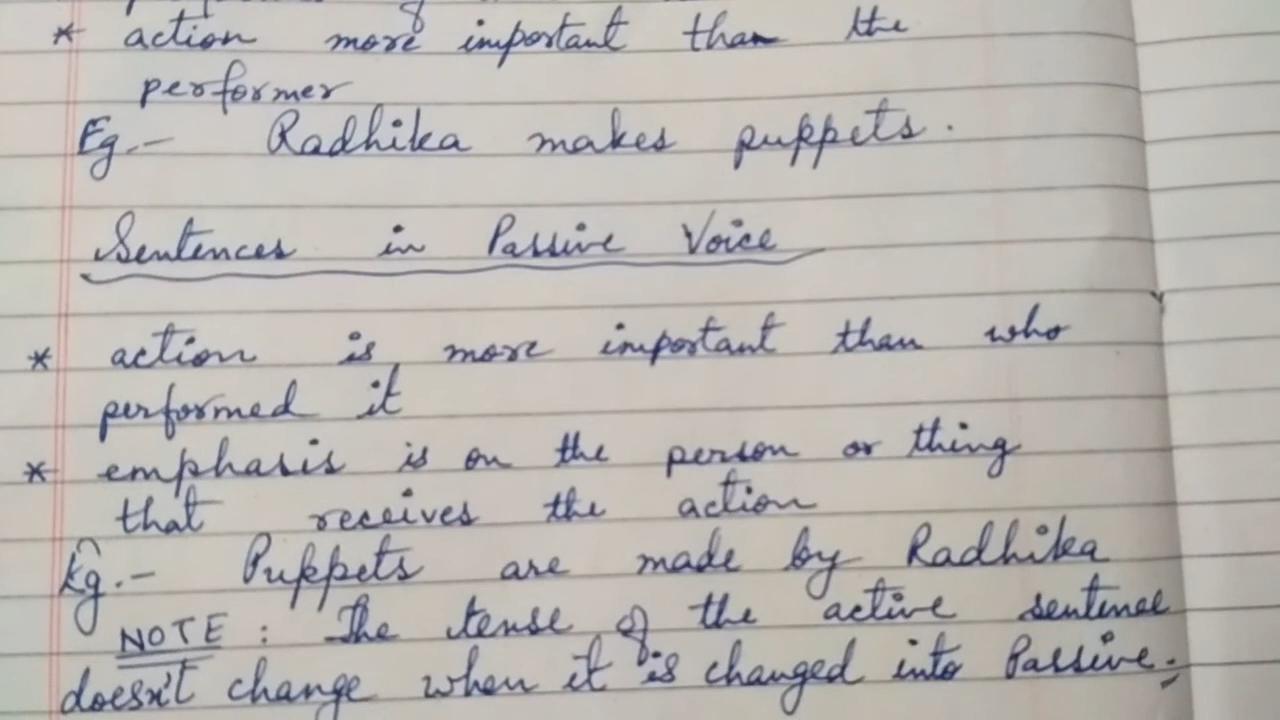 * action more important than the
performer
Eg.- Radhika makes puppets.
Sentences in Passive Voice
* action is more important than who
performed it
* emphasis is on the person or thing
that receives the action
Eg.- Puppets are made by Radhika
NOTE : The tense of the active sentence
doesn't change when it is changed into Passive.